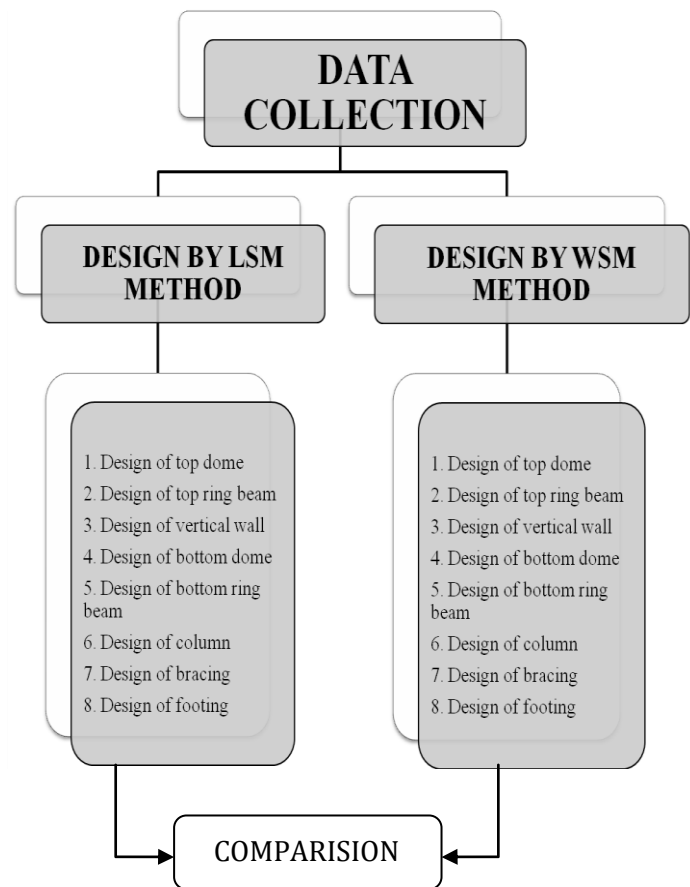 DATA
COLLECTION
DESIGN BY LSM
METHOD
1. Design of top dome
2. Design of top ring beam
3. Design of vertical wall
4. Design of bottom dome
5. Design of bottom ring
beam
6. Design of column
7. Design of bracing
8. Design of footing
DESIGN BY WSM
METHOD
1. Design of top dome
2. Design of top ring beam
3. Design of vertical wall
4. Design of bottom dome
5. Design of bottom ring
beam
6. Design of column
7. Design of bracing
8. Design of footing
COMPARISION